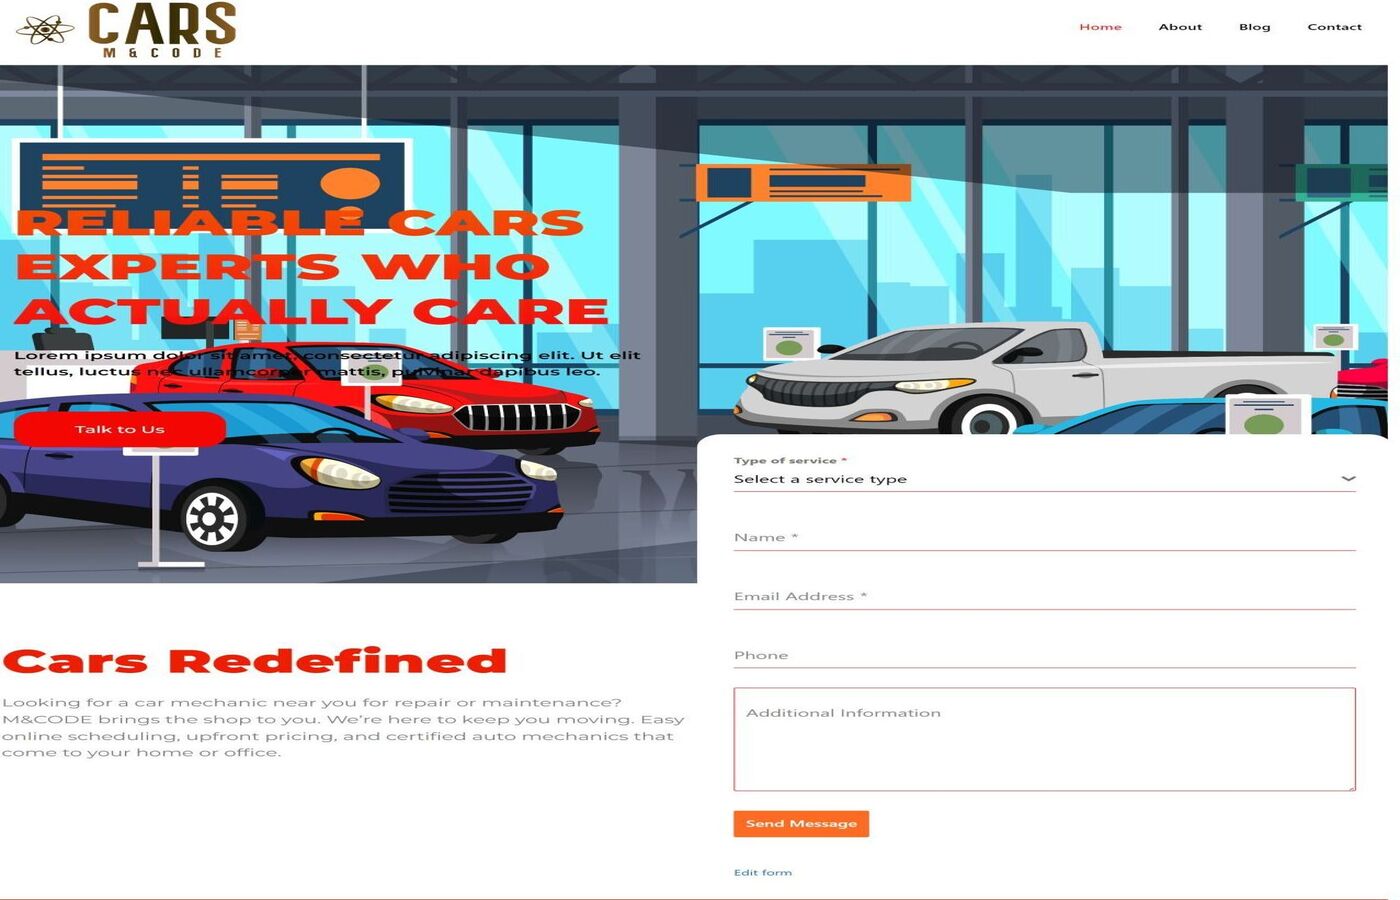 CARS
M&CODE
Home About Blog Contact
RELIABLE CARS
EXPERTS WHO
ACTUALLY CARE
Lorem ipsum dolor sit amet, consectetur adipiscing elit. Ut elit
tellus, luctus nec ullamcorper mattis, pulvinar dapibus leo.
Talk to Us
Type of service *
Select a service type
Name *
Email Address *
Phone
Additional Information
Send Message
Edit form
Cars Redefined
Looking for a car mechanic near you for repair or maintenance?
M&CODE brings the shop to you. We’re here to keep you moving. Easy
online scheduling, upfront pricing, and certified auto mechanics that
come to your home or office.